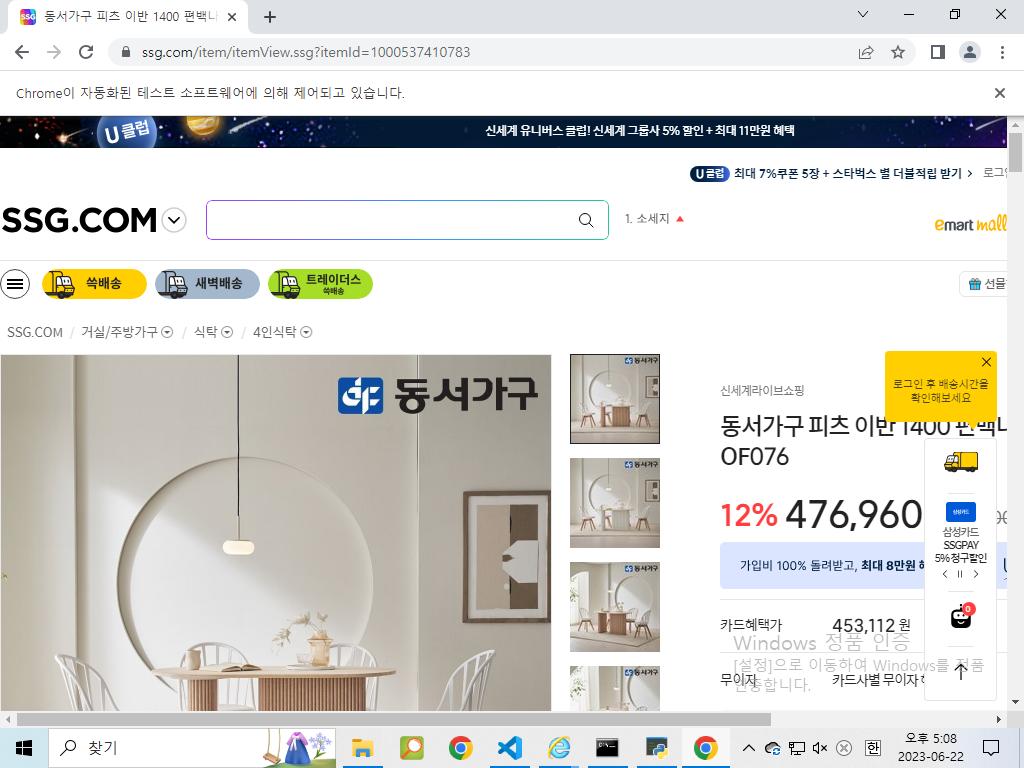 동서가구 피츠 이반 1400 편백나
ssg.com/item/itemView.ssg?itemId=1000537410783
Chrome이 자동화된 테스트 소프트웨어에 의해 제어되고 있습니다.
U 클럽
신세계 유니버스 클럽! 신세계 그룹사 5% 할인 + 최대 11만원 혜택
U 클럽 최대 7%쿠폰 5장 + 스타벅스 별 더블적립 받기 > 로그인
SSG.COM
1. 소세지
emart mall
쓱배송
새벽배송
트레이더스
쓱배송
선물
SSG.COM / 거실/주방가구 / 식탁 / 4인식탁
동서가구
로그인 후 배송시간을
확인해보세요
신세계라이브쇼핑
동서가구 피츠 이반 1400 편백나
OF076
12% 476,960
가입비 100% 돌려받고, 최대 8만원
카드혜택가 453,112 원
무이자 카드사별 무이자
삼성카드
삼성카드
SSGPAY
5% 청구할인
0
Windows 정품 인증
[설정]으로 이동하여 Windows를 정품
인증합니다.
찾기
한
오후 5:08
2023-06-22